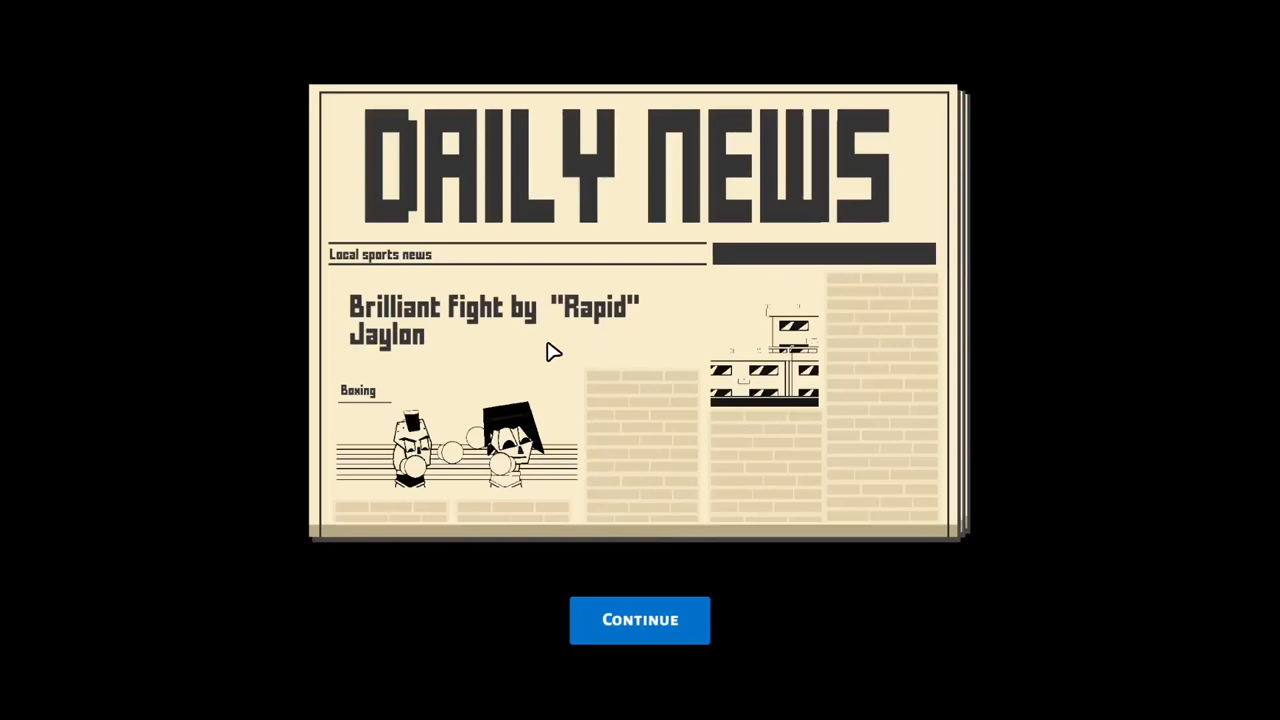 DAILY NEWS
Local sports news
Brilliant fight by "Rapid"
Jaylon
Boxing
Continue